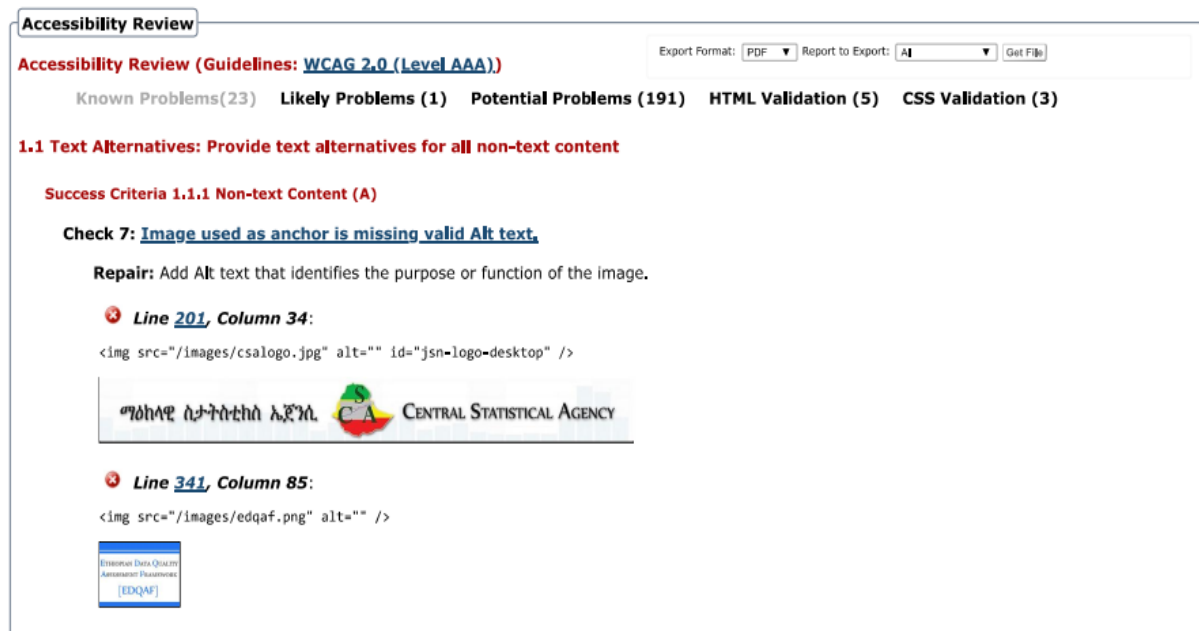 Accessibility Review
Export Format: PDF ▼ Report to Export: All ▼ Get File
Accessibility Review (Guidelines: WCAG 2.0 (Level AAA))
Known Problems(23) Likely Problems (1) Potential Problems (191) HTML Validation (5) CSS Validation (3)
1.1 Text Alternatives: Provide text alternatives for all non-text content
Success Criteria 1.1.1 Non-text Content (A)
Check 7: Image used as anchor is missing valid Alt text.
Repair: Add Alt text that identifies the purpose or function of the image.
Line 201, Column 34:
<img src="/images/csalogo.jpg" alt="" id="jsn-logo-desktop" />
ማዕከላዊ ስታትስቲክስ ኤጀንሲ CSA CENTRAL STATISTICAL AGENCY
Line 341, Column 85:
<img src="/images/edqaf.png" alt="" />
ETHIOPIAN DATA QUALITY
ASSESSMENT FRAMEWORK
[EDQAF]